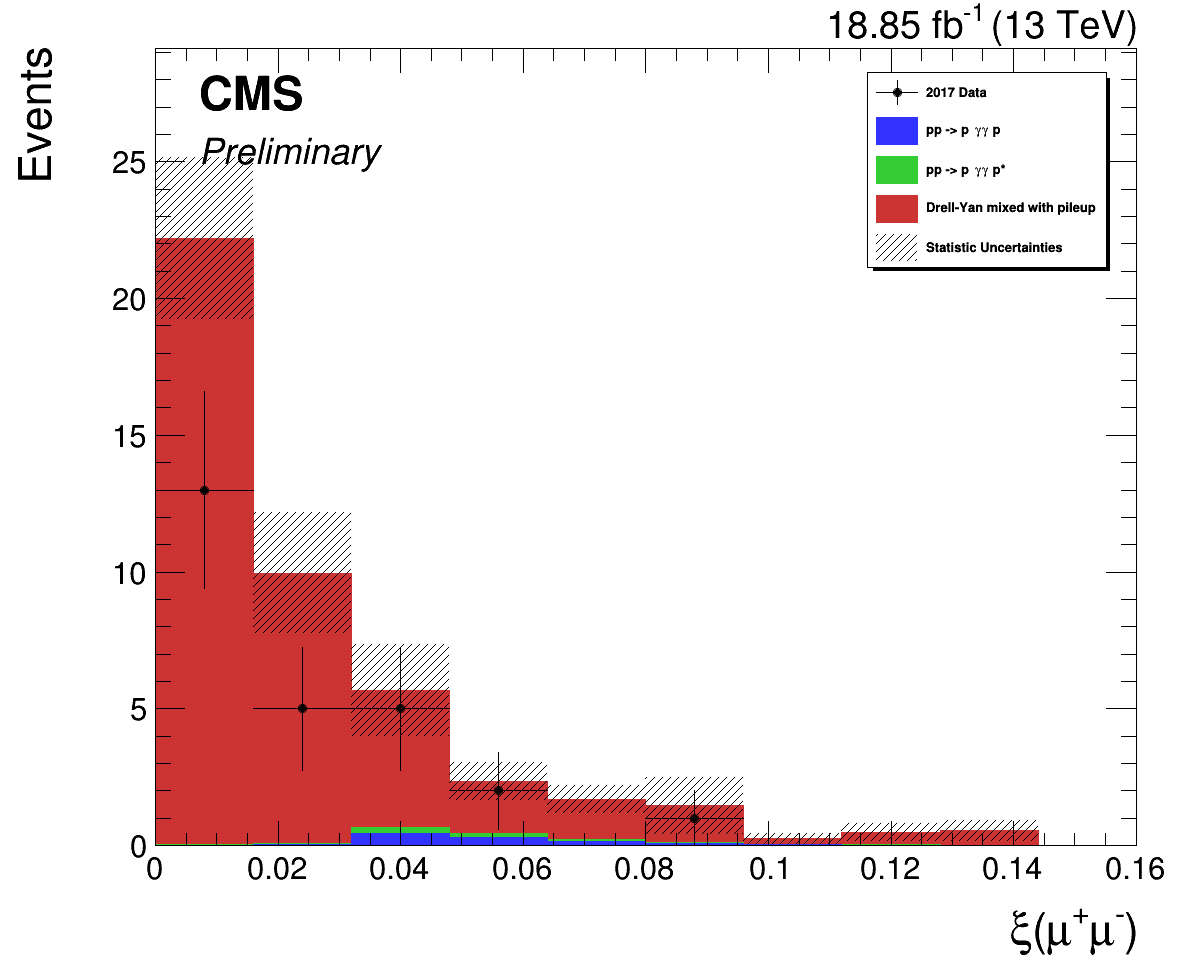 18.85 fb⁻¹ (13 TeV)
Events
CMS
Preliminary
2017 Data
pp -> p γγ p
pp -> p γγ p*
Drell-Yan mixed with pileup
Statistic Uncertainties
25
20
15
10
5
0
0 0.02 0.04 0.06 0.08 0.1 0.12 0.14 0.16
ξ(μ⁺μ⁻)